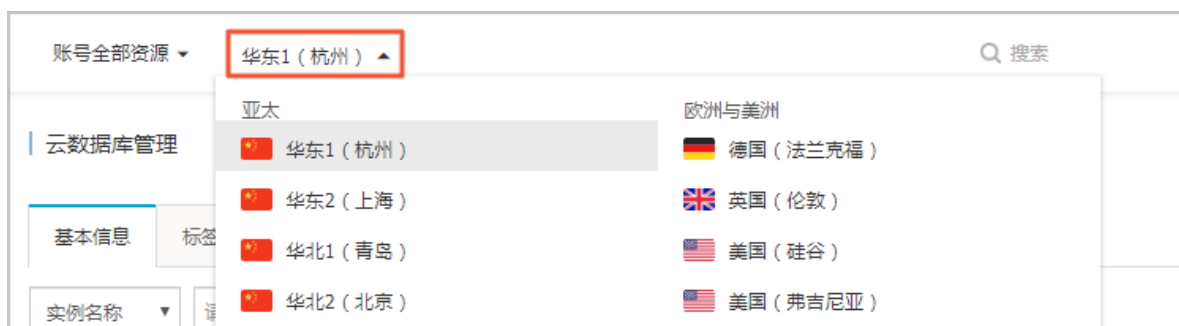 账号全部资源 华东1（杭州） 搜索
亚太
华东1（杭州）
华东2（上海）
华北1（青岛）
华北2（北京）
欧洲与美洲
德国（法兰克福）
英国（伦敦）
美国（硅谷）
美国（弗吉尼亚）
云数据库管理
基本信息 标签
实例名称